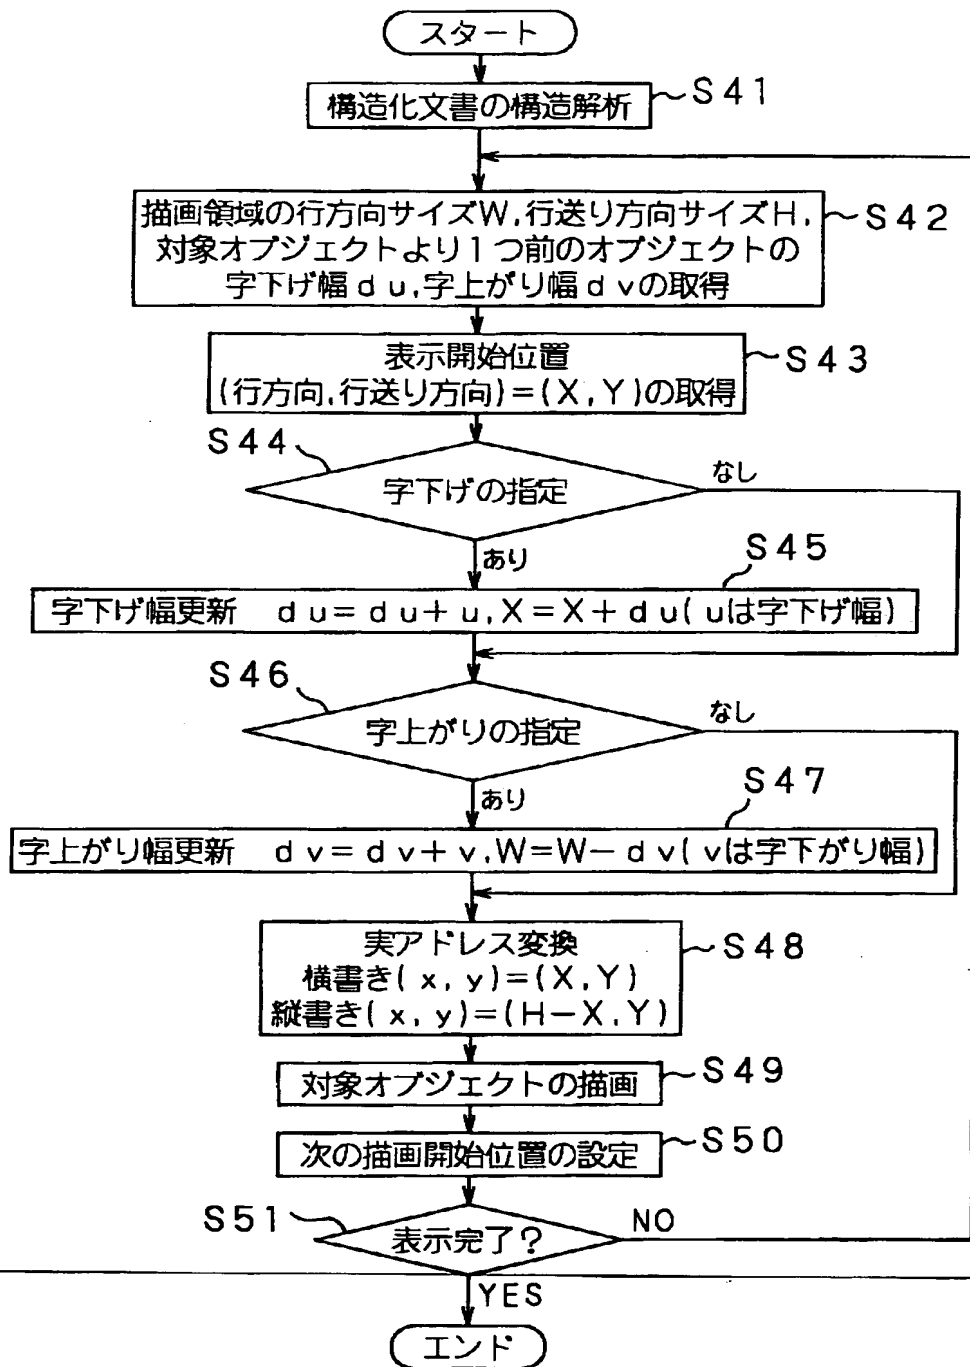 スタート
構造化文書の構造解析
S41
描画領域の行方向サイズW,行送り方向サイズH,
対象オブジェクトより1つ前のオブジェクトの
字下げ幅du,字上がり幅dvの取得
S42
表示開始位置
(行方向,行送り方向)=(X,Y)の取得
S43
S44
字下げの指定
なし
あり
S45
字下げ幅更新 du=du+u,X=X+du(uは字下げ幅)
S46
字上がりの指定
なし
あり
S47
字上がり幅更新 dv=dv+v,W=W-dv(vは字下がり幅)
実アドレス変換
横書き(x,y)=(X,Y)
縦書き(x,y)=(H-X,Y)
S48
対象オブジェクトの描画
S49
次の描画開始位置の設定
S50
S51
表示完了?
NO
YES
エンド